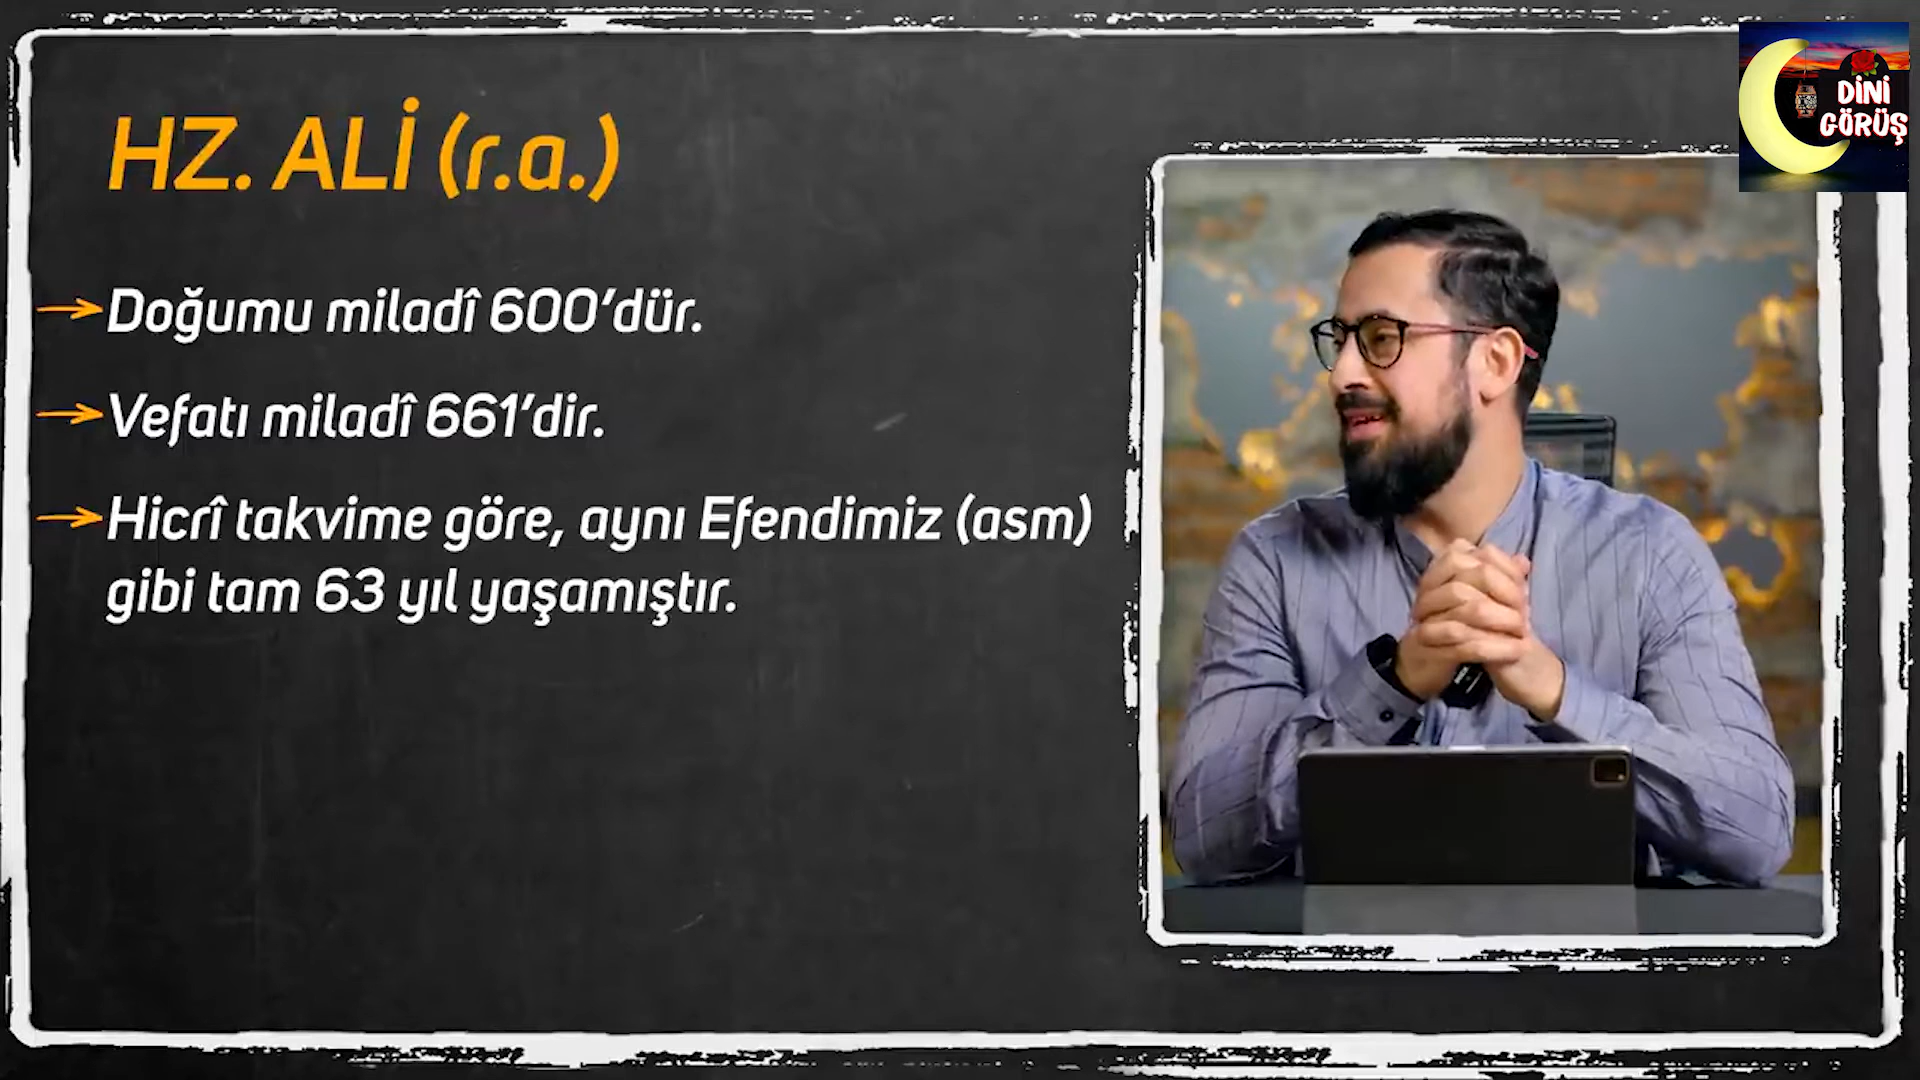 HZ. ALİ (r.a.)
Doğumu miladî 600'dür.
Vefatı miladî 661'dir.
Hicrî takvime göre, aynı Efendimiz (asm)
gibi tam 63 yıl yaşamıştır.
DİNİ
GÖRÜŞ